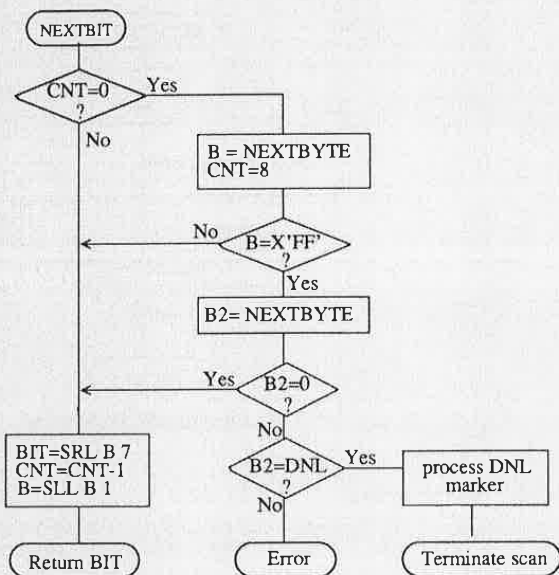 NEXTBIT
CNT=0
?
Yes
No
B = NEXTBYTE
CNT=8
No
B=X'FF'
?
Yes
B2= NEXTBYTE
Yes
B2=0
?
No
BIT=SRL B 7
CNT=CNT-1
B=SLL B 1
B2=DNL
?
Yes
No
process DNL
marker
Return BIT
Error
Terminate scan